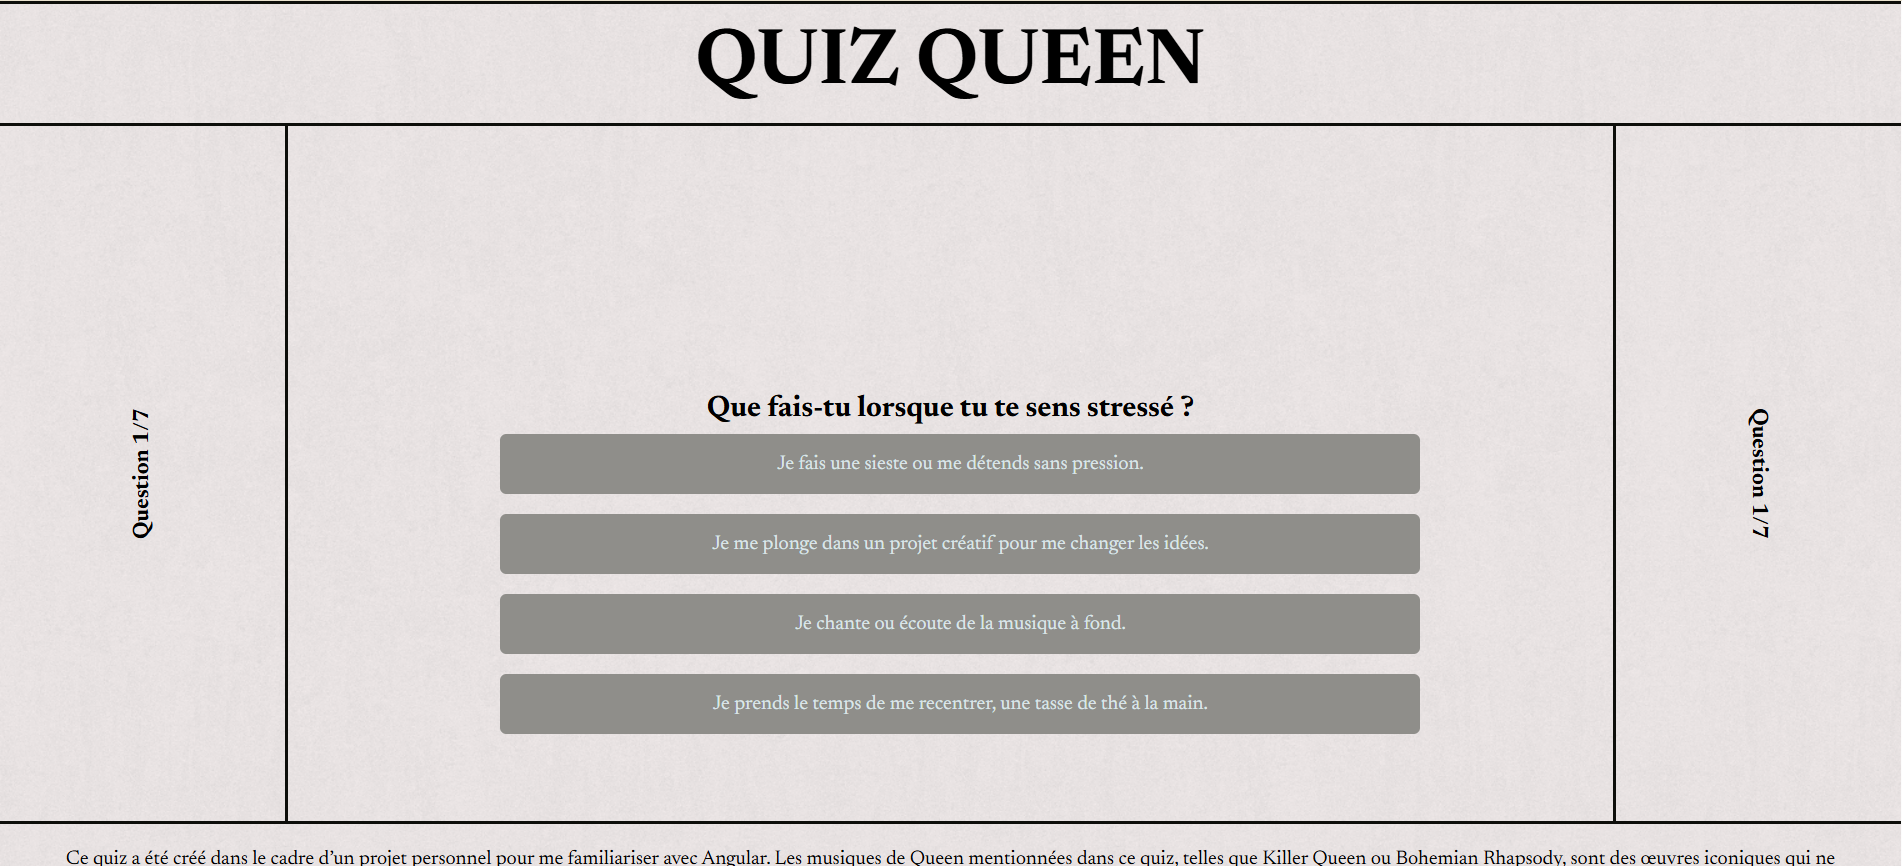 QUIZ QUEEN
Question 1/7
Que fais-tu lorsque tu te sens stressé ?
Je fais une sieste ou me détends sans pression.
Je me plonge dans un projet créatif pour me changer les idées.
Je chante ou écoute de la musique à fond.
Je prends le temps de me recentrer, une tasse de thé à la main.
Question 1/7
Ce quiz a été créé dans le cadre d’un projet personnel pour me familiariser avec Angular. Les musiques de Queen mentionnées dans ce quiz, telles que Killer Queen ou Bohemian Rhapsody, sont des œuvres iconiques qui ne